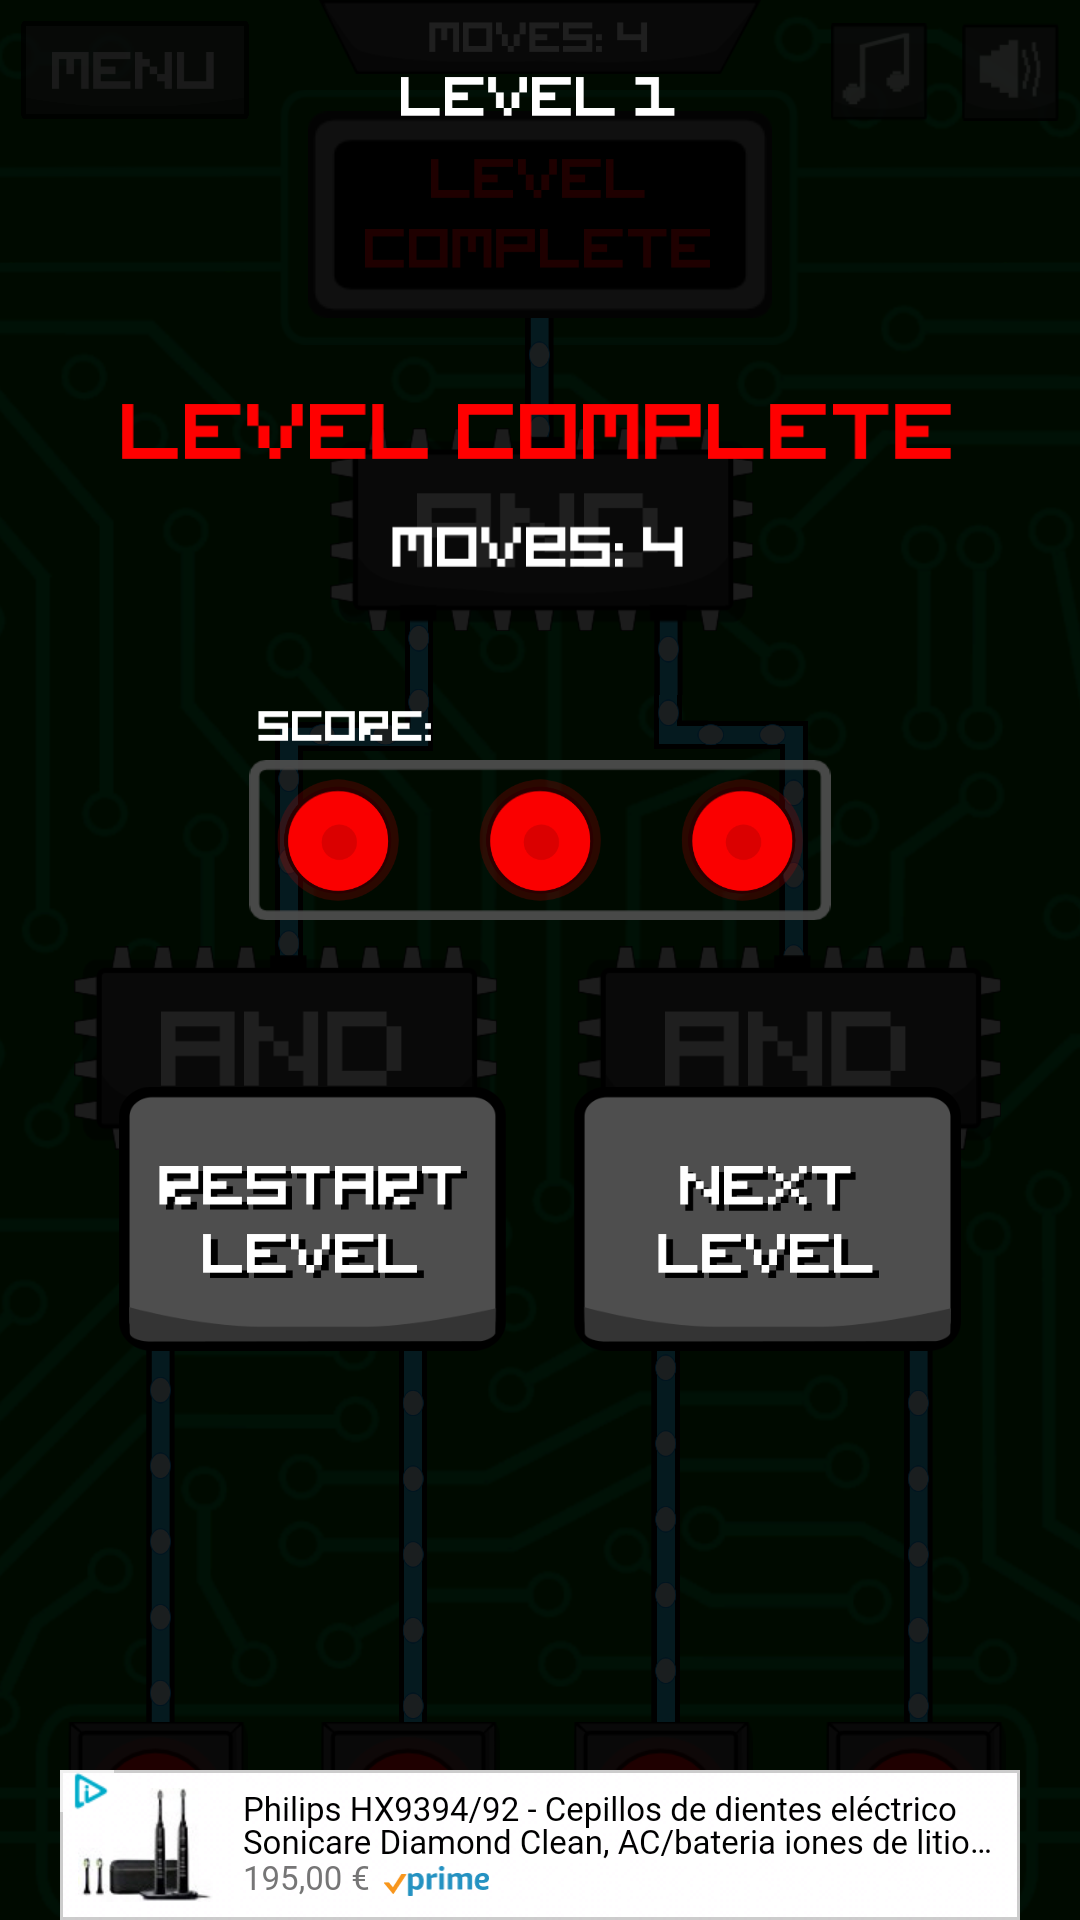 MOVES: 4
MENU
LEVEL 1
LEVEL
COMPLETE
LEVEL COMPLETE
AND
MOVES: 4
SCORE:
AND AND
RESTART
LEVEL
NEXT
LEVEL
Philips HX9394/92 - Cepillos de dientes eléctrico
Sonicare Diamond Clean, AC/bateria iones de litio...
195,00 € prime